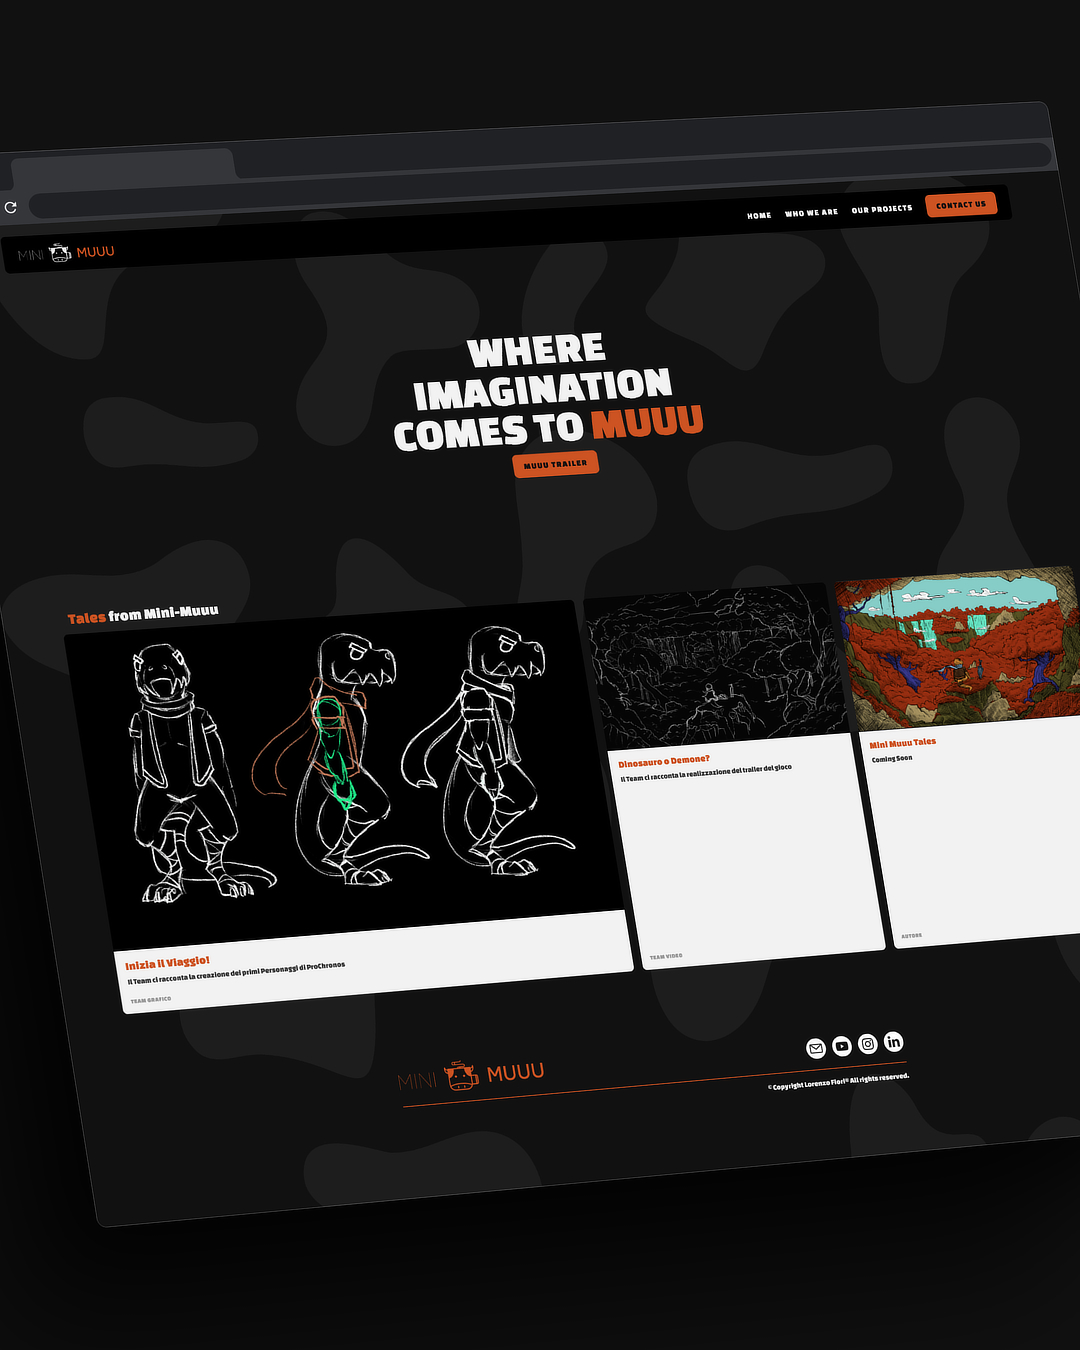 HOME WHO WE ARE OUR PROJECTS CONTACT US
MINI MUUU
WHERE
IMAGINATION
COMES TO MUUU
MUUU TRAILER
Tales from Mini-Muuu
Inizia il Viaggio!
Il Team ci racconta la creazione dei primi Personaggi di ProChronos
TEAM GRAFICO
Dinosauro o Demone?
Il Team ci racconta la realizzazione del trailer del gioco
TEAM VIDEO
Mini Muuu Tales
Coming Soon
AUTORE
MINI MUUU
in
© Copyright Lorenzo Fiori® All rights reserved.